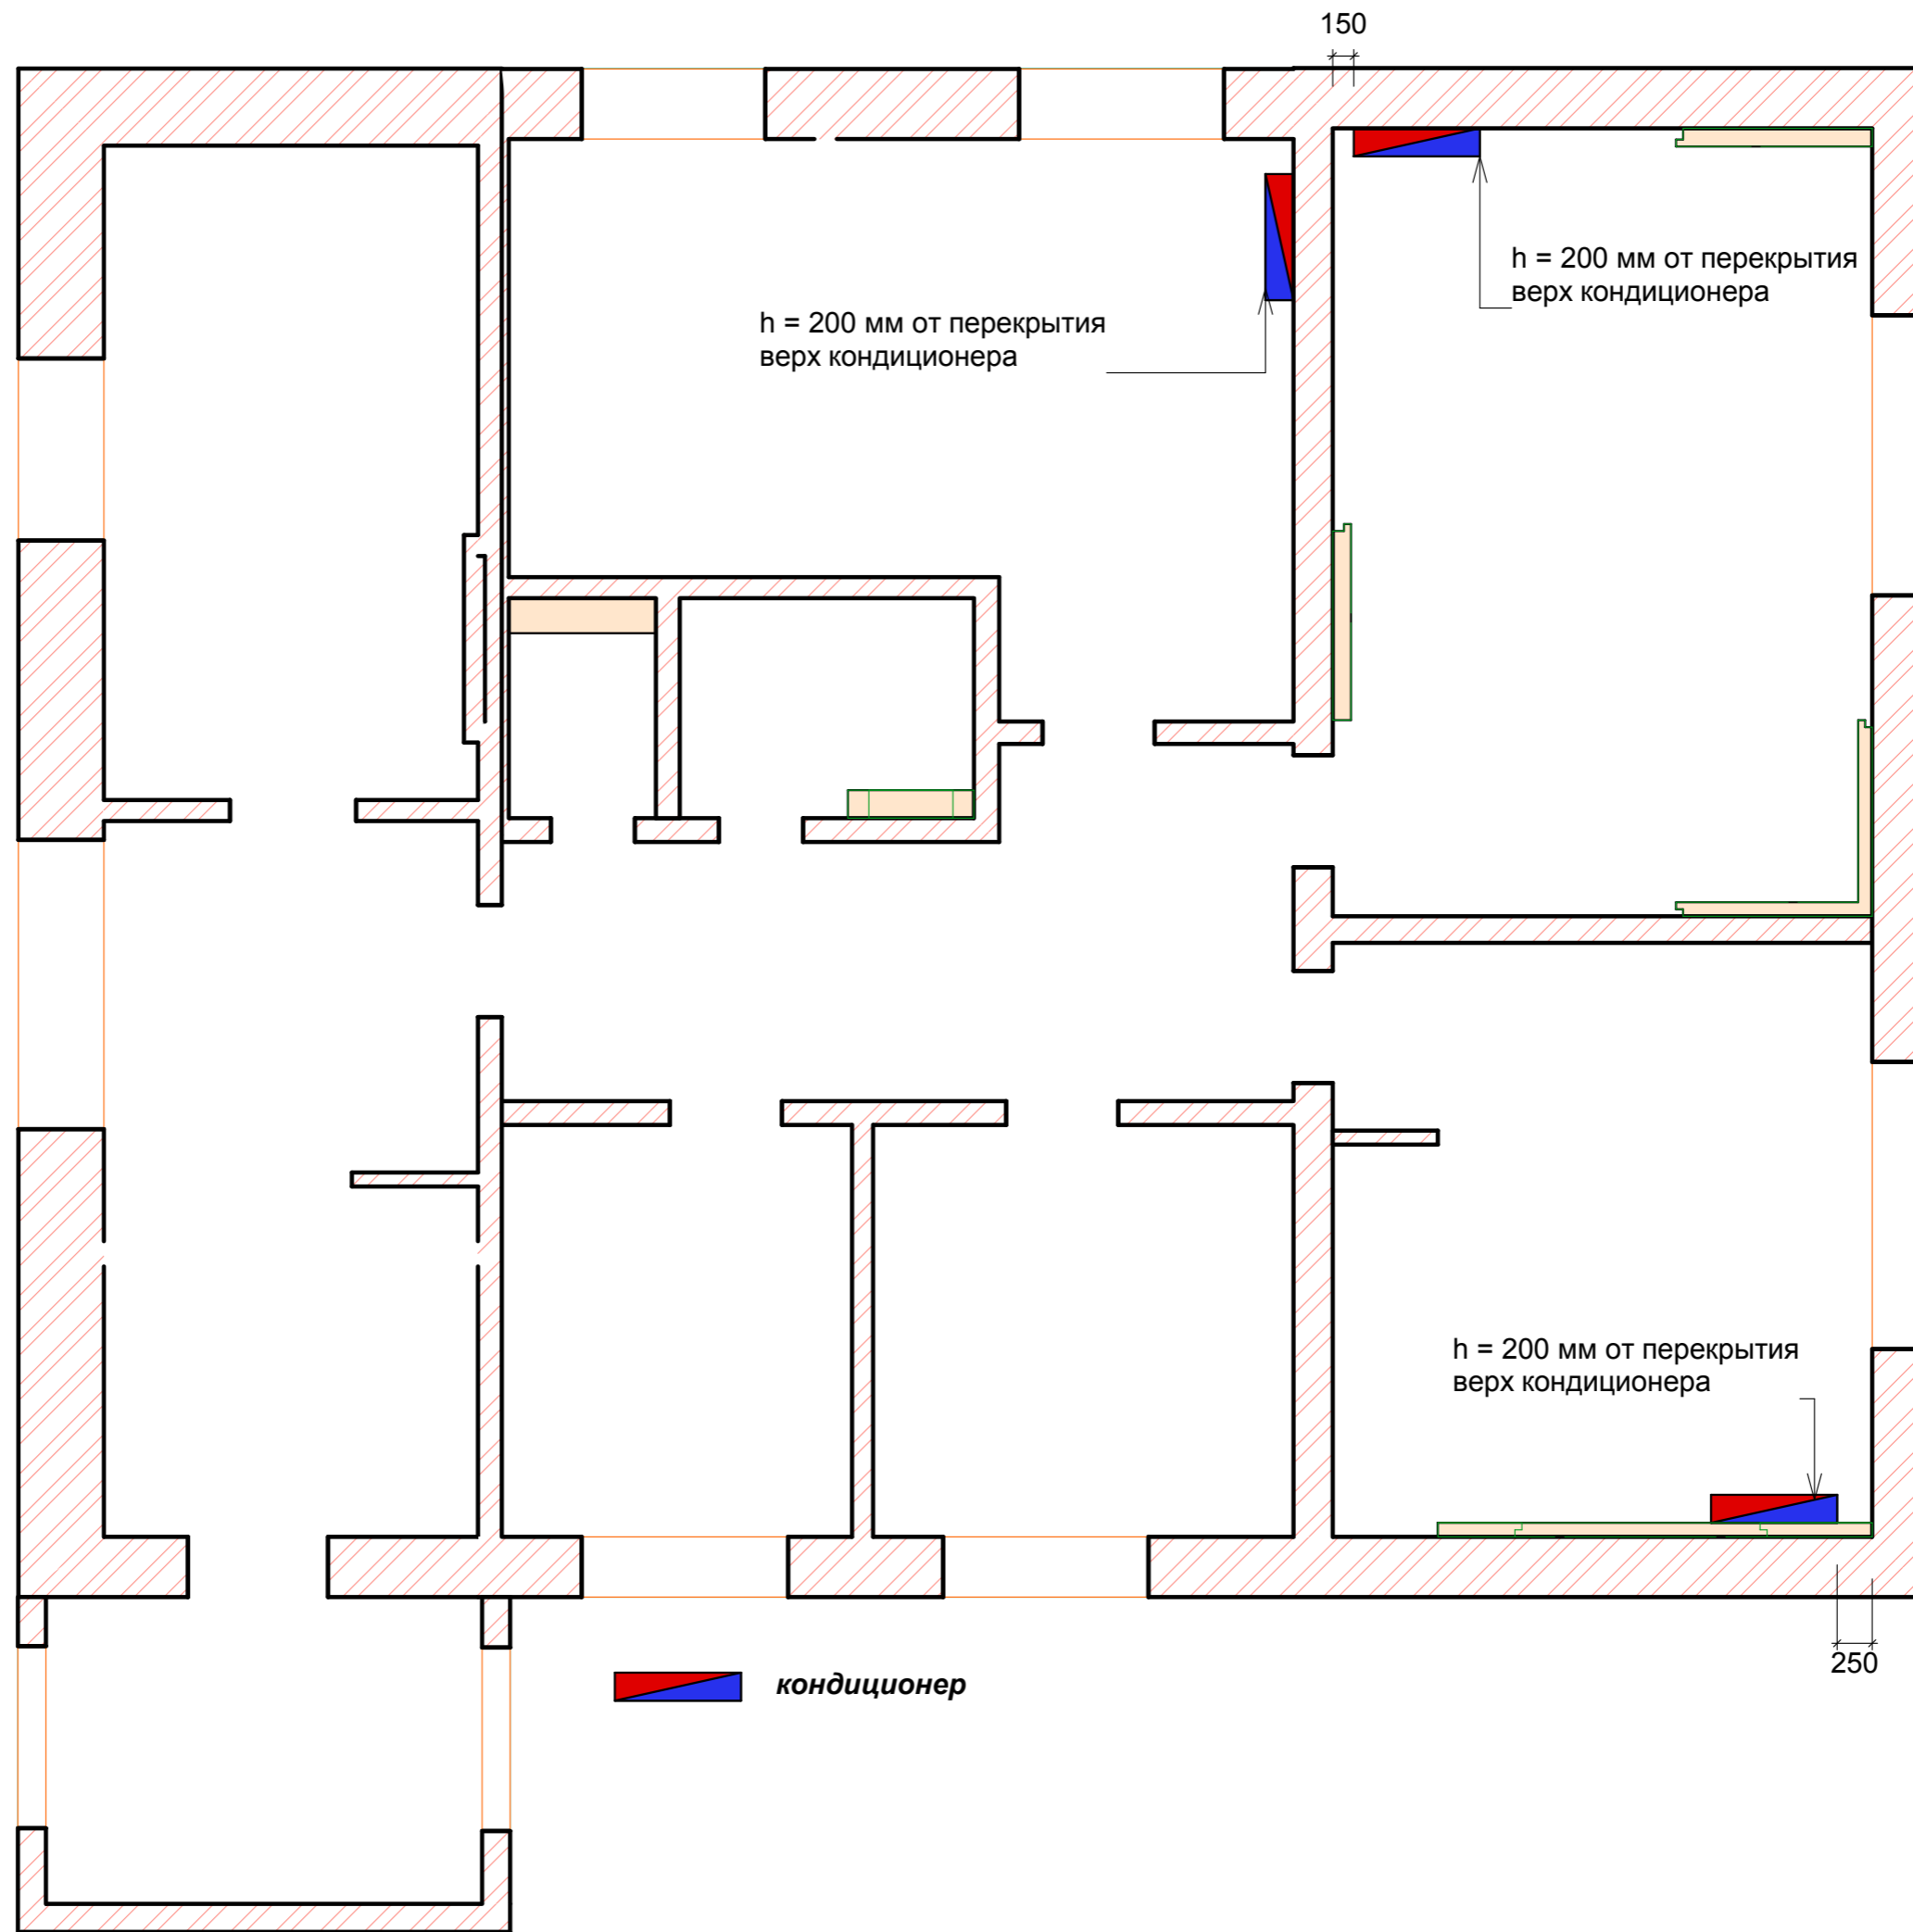 150
h = 200 мм от перекрытия
верх кондиционера
h = 200 мм от перекрытия
верх кондиционера
h = 200 мм от перекрытия
верх кондиционера
250
кондиционер